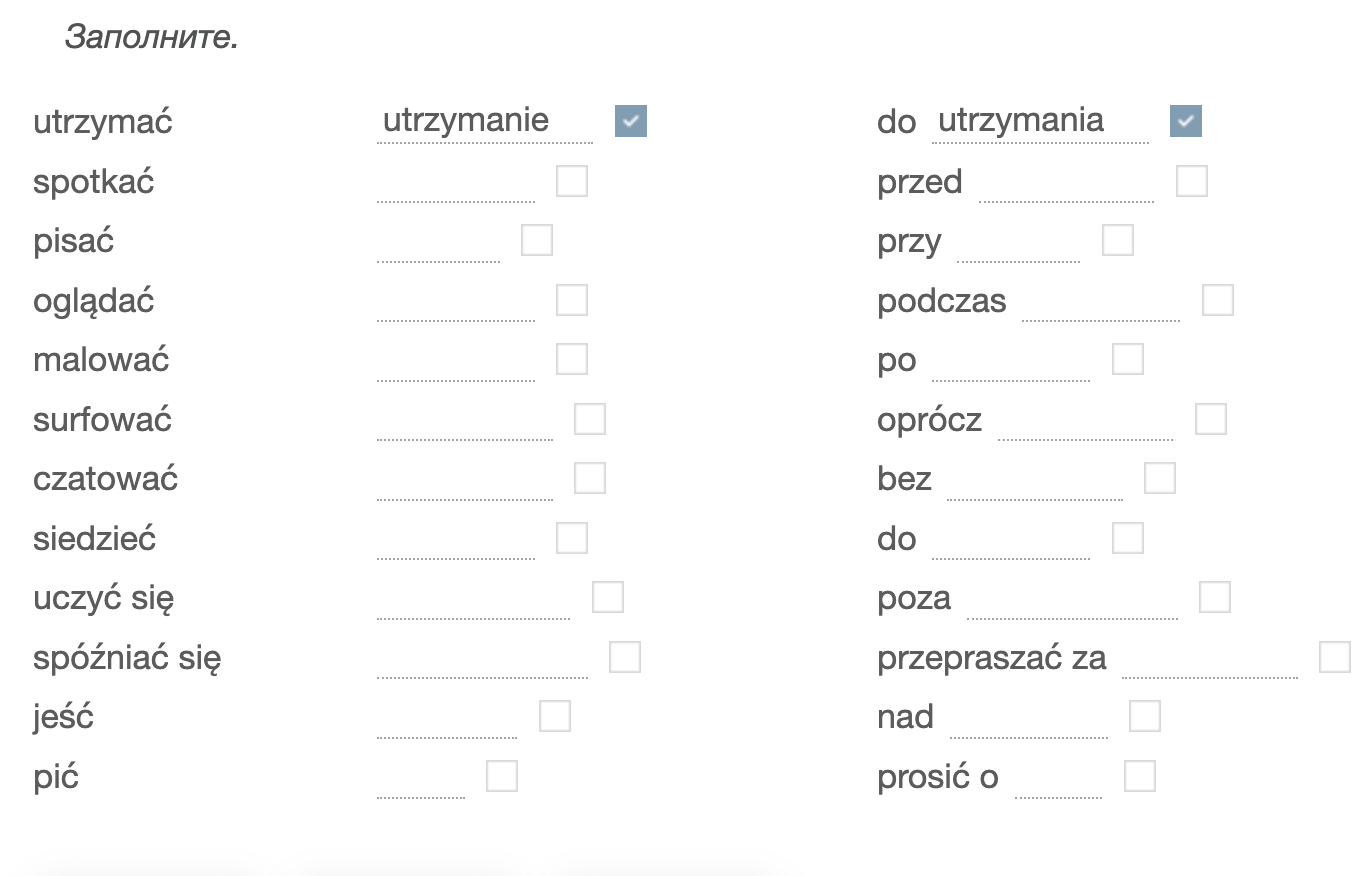 Заполните.
utrzymać utrzymanie do utrzymania
spotkać przed
pisać przy
oglądać podczas
malować po
surfować oprócz
czatować bez
siedzieć do
uczyć się poza
spóźniać się przepraszać za
jeść nad
pić prosić o